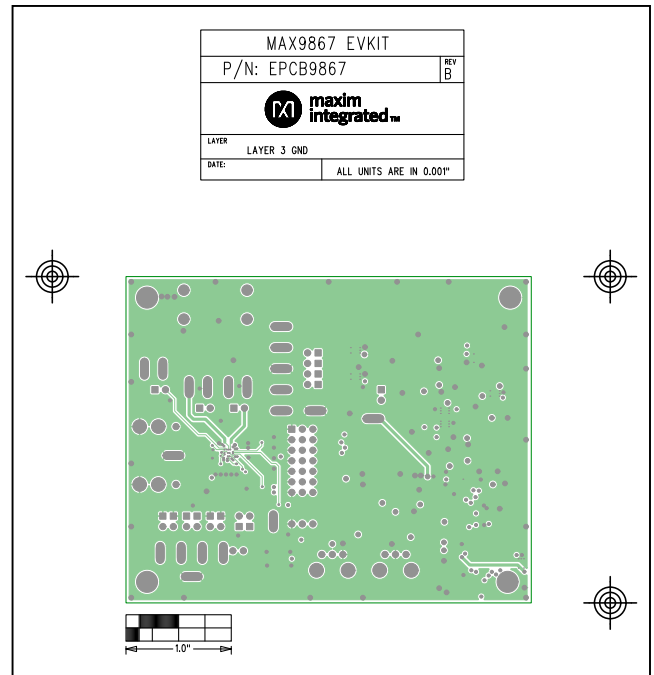 MAX9867 EVKIT
P/N: EPCB9867
REV
B
maxim
integrated™
LAYER
LAYER 3 GND
DATE:
ALL UNITS ARE IN 0.001"
1.0"